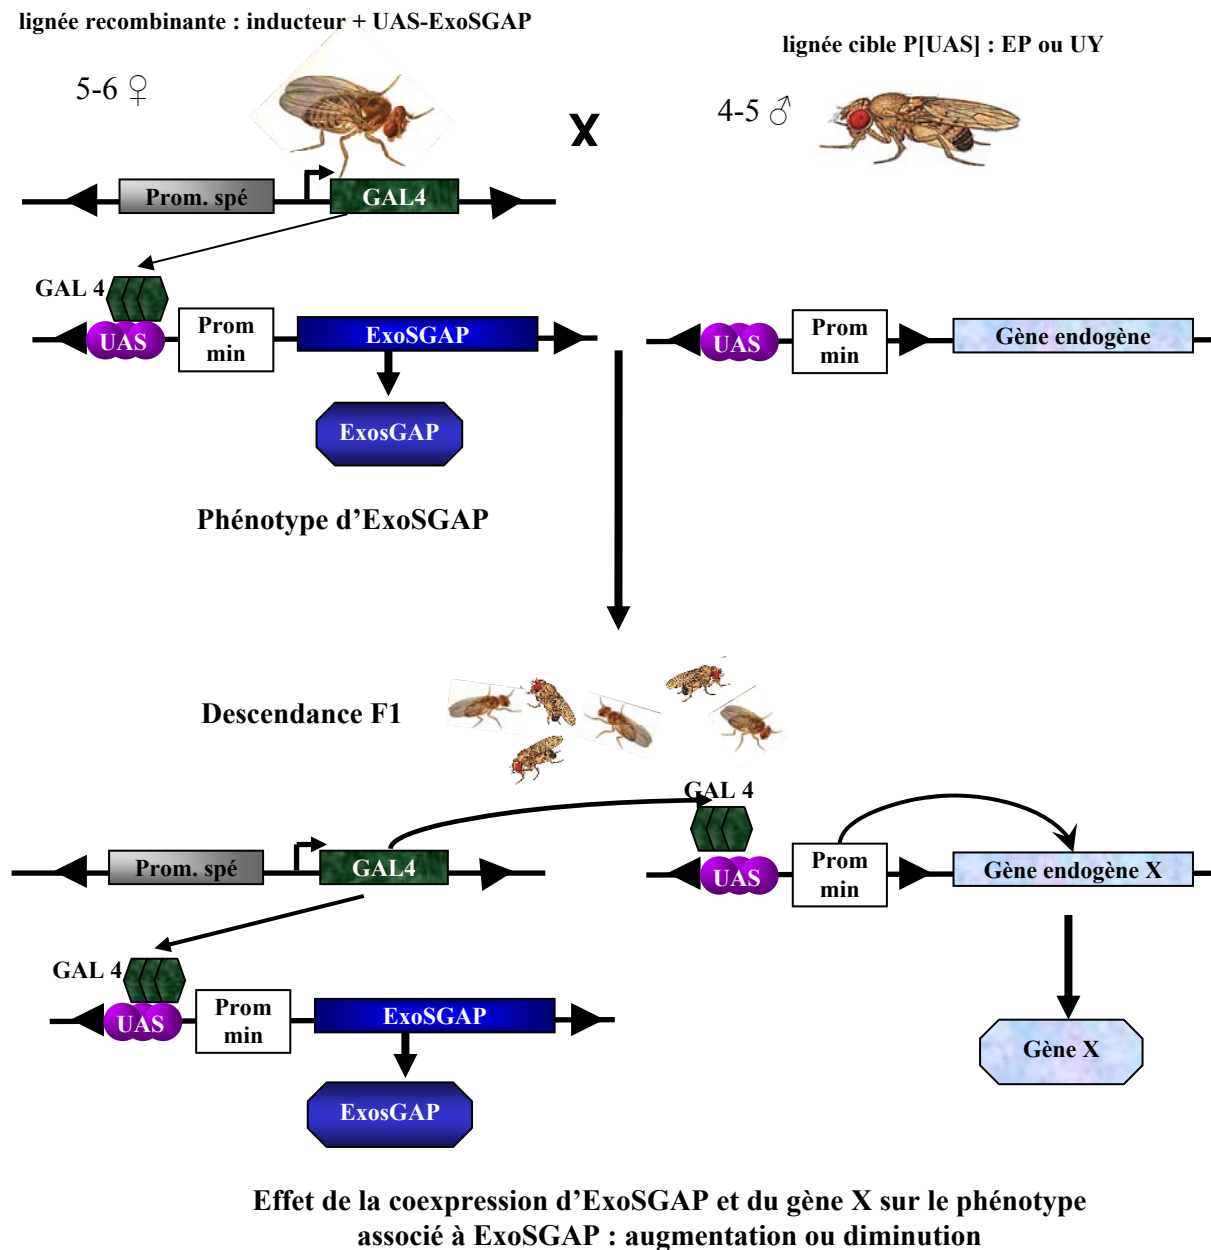 lignée recombinante : inducteur + UAS-ExoSGAP
lignée cible P[UAS] : EP ou UY
5-6 ♀
X
4-5 ♂
Prom. spé
GAL4
GAL 4
UAS
Prom
min
ExoSGAP
UAS
Prom
min
Gène endogène
ExosGAP
Phénotype d’ExoSGAP
Descendance F1
GAL 4
Prom. spé
GAL4
UAS
Prom
min
Gène endogène X
GAL 4
UAS
Prom
min
ExoSGAP
Gène X
ExosGAP
Effet de la coexpression d’ExoSGAP et du gène X sur le phénotype
associé à ExoSGAP : augmentation ou diminution